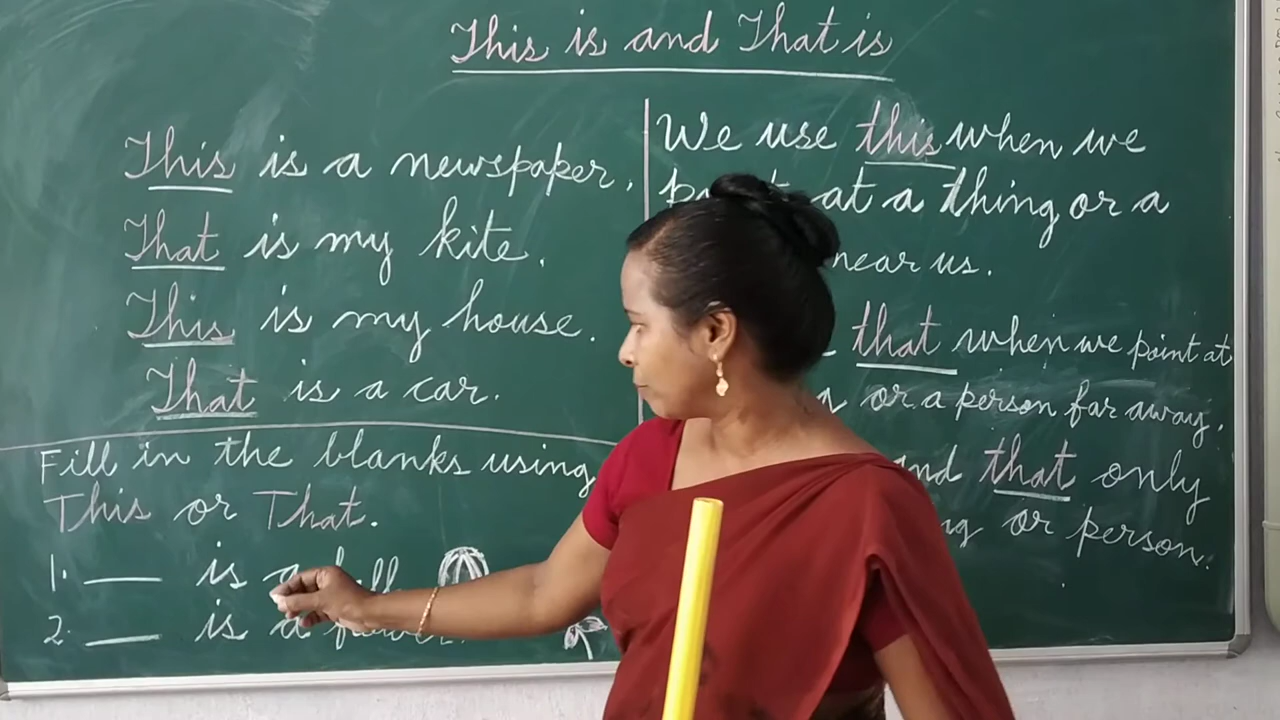 This is and That is
This is a newspaper.
That is my kite.
This is my house.
That is a car.
We use this when we
at a thing or a
near us.
that when we point at
or a person far away.
and that only
or person.
Fill in the blanks using
This or That.
1. ___ is a
2. ___ is a flower.